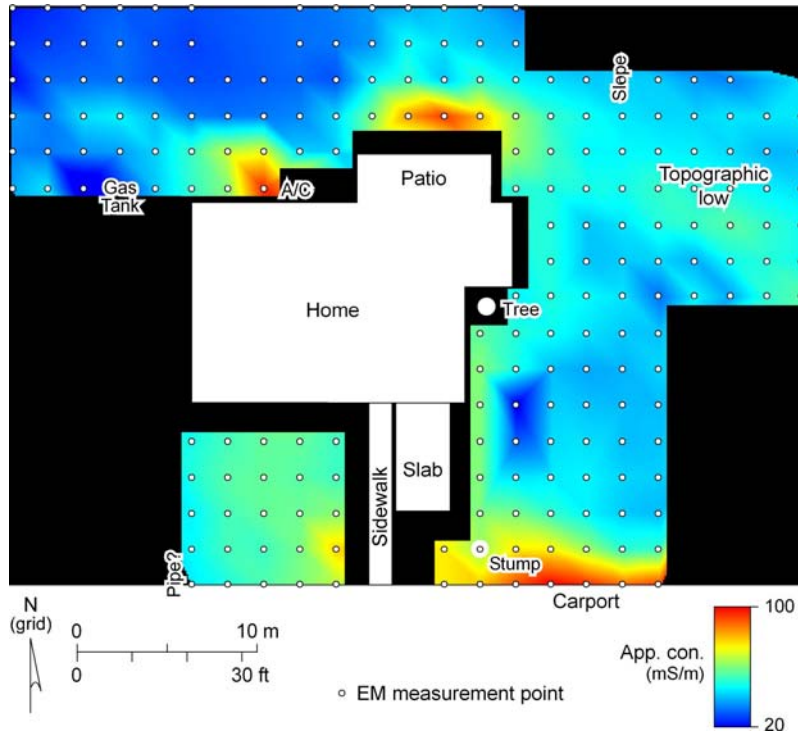 Slope
Topographic
low
Gas
Tank
A/C
Patio
Home
Tree
Sidewalk
Slab
Pipe?
Stump
Carport
N
(grid)
0
10 m
0
30 ft
EM measurement point
App. con.
(mS/m)
100
20